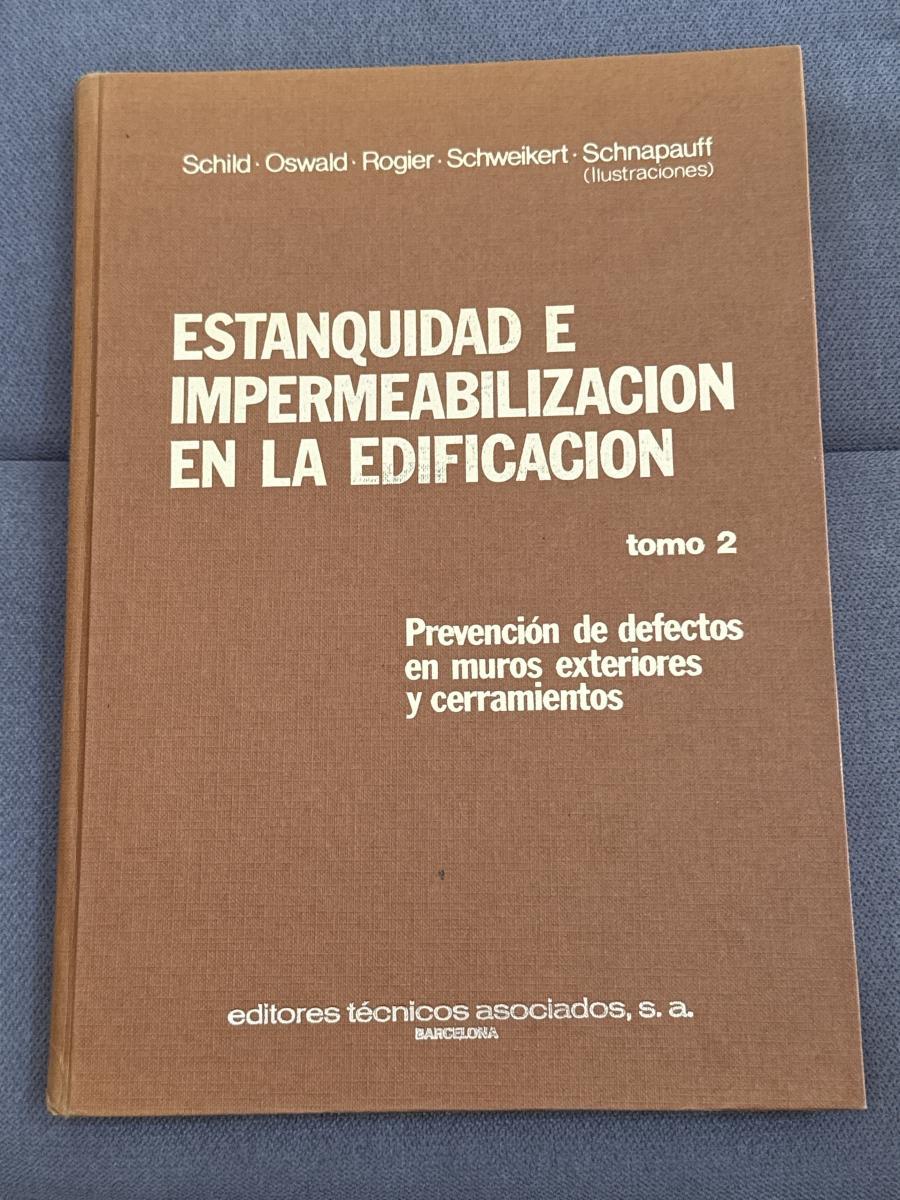 Schild · Oswald · Rogier · Schweikert · Schnapauff
(Ilustraciones)
ESTANQUIDAD E
IMPERMEABILIZACION
EN LA EDIFICACION
tomo 2
Prevención de defectos
en muros exteriores
y cerramientos
editores técnicos asociados, s. a.
BARCELONA